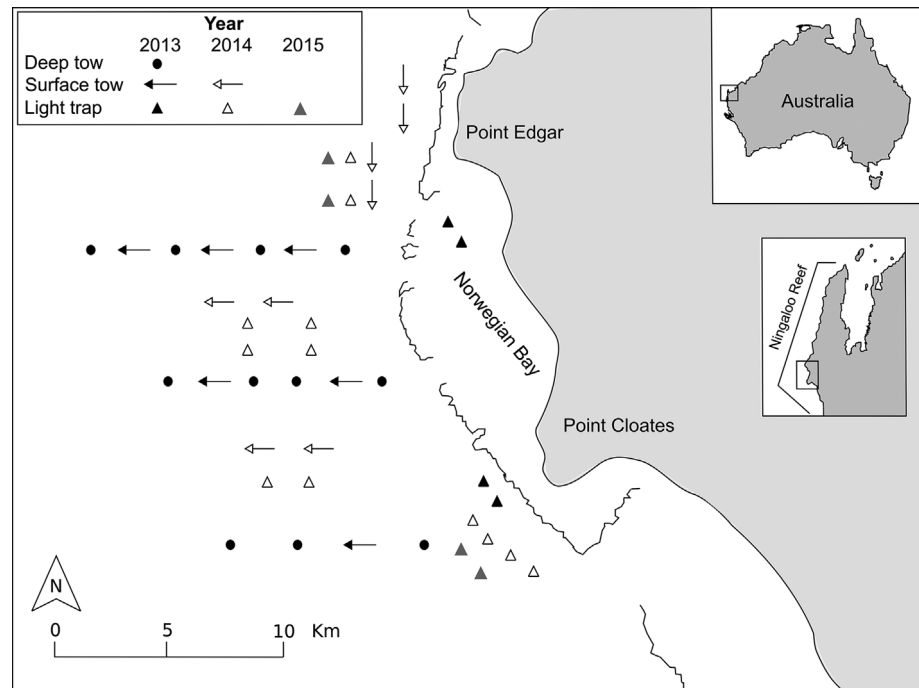 Year
2013 2014 2015
Deep tow
Surface tow
Light trap
Australia
Point Edgar
Norwegian Bay
Ningaloo Reef
Point Cloates
N
0 5 10 Km